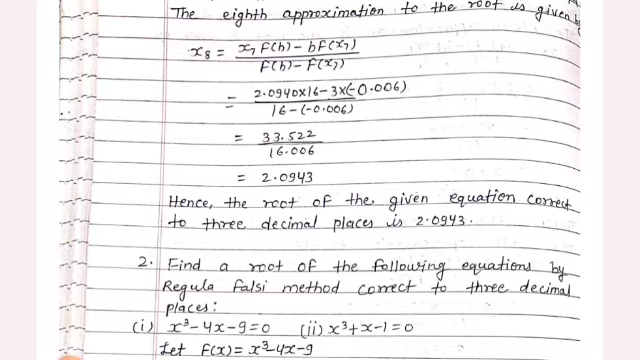 The eighth approximation to the root is given by
x₈ = x₇ f(b) - b f(x₇) / f(b) - f(x₇)
= 2.0940×16 - 3×(-0.006) / 16 - (-0.006)
= 33.522 / 16.006
= 2.0943
Hence, the root of the given equation correct
to three decimal places is 2.0943.
2. Find a root of the following equations by
Regula falsi method correct to three decimal
places:
(i) x³ - 4x - 9 = 0 (ii) x³ + x - 1 = 0
Let f(x) = x³ - 4x - 9